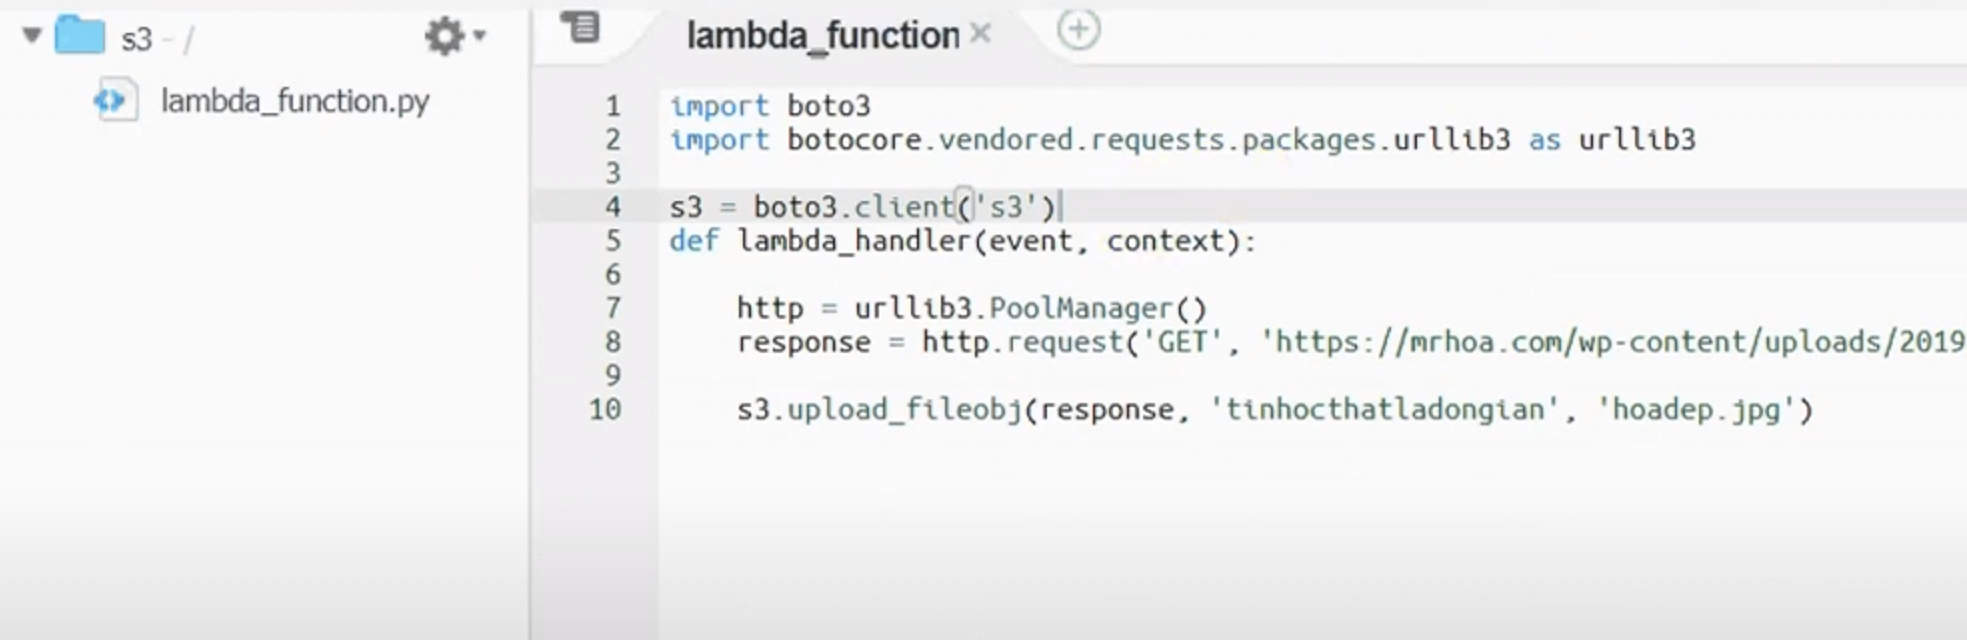 s3 - /
lambda_function.py
lambda_function ×
1 import boto3
2 import botocore.vendored.requests.packages.urllib3 as urllib3
3
4 s3 = boto3.client('s3')
5 def lambda_handler(event, context):
6
7 http = urllib3.PoolManager()
8 response = http.request('GET', 'https://mrhoa.com/wp-content/uploads/2019
9
10 s3.upload_fileobj(response, 'tinhocthatladongian', 'hoadep.jpg')